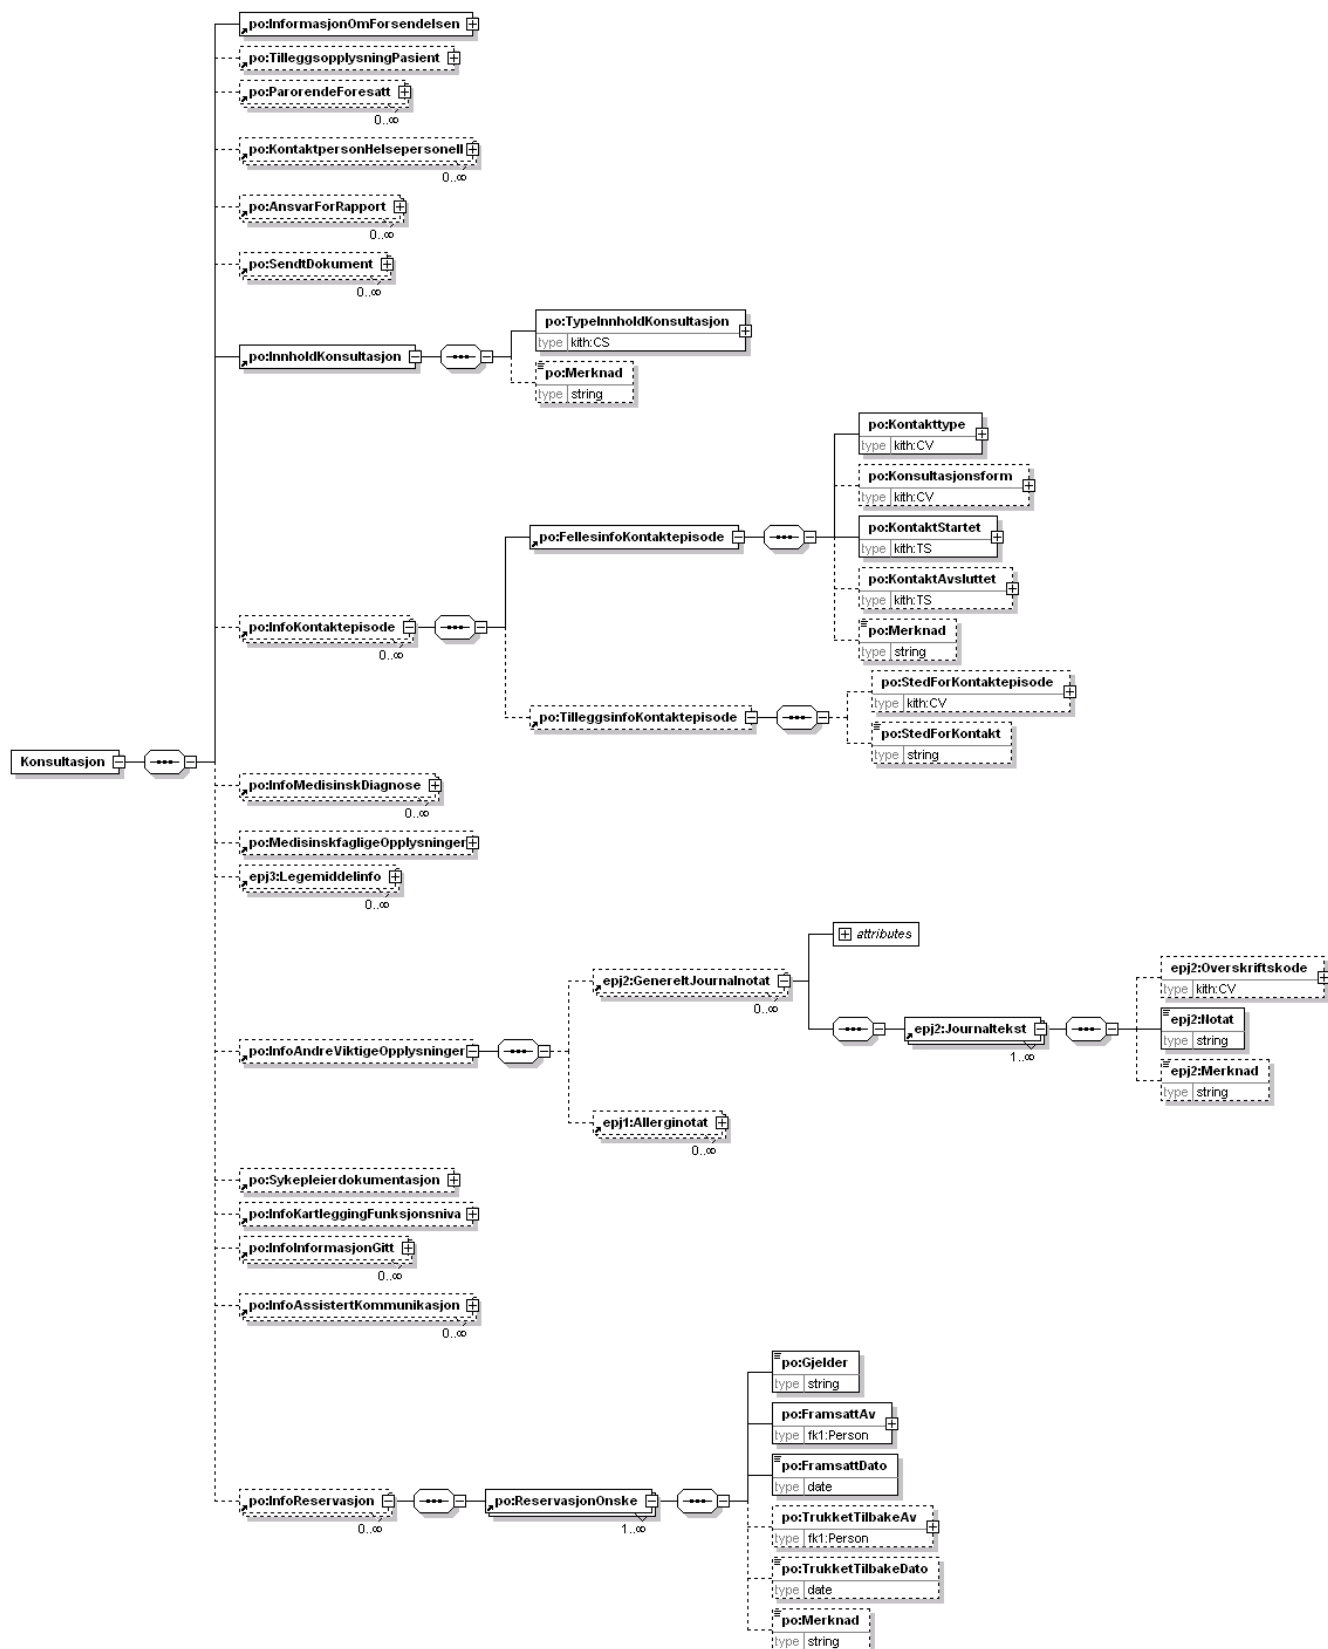 po:InformasjonOmForsendelsen
po:TilleggsopplysningPasient
po:ParorendeForesatt
0..∞
po:KontaktpersonHelsepersonell
0..∞
po:AnsvarForRapport
0..∞
po:SendtDokument
0..∞
po:TypeInnholdKonsultasjon
type kith:CS
po:InnholdKonsultasjon
po:Merknad
type string
po:Kontakttype
type kith:CV
po:Konsultasjonsform
type kith:CV
po:FellesinfoKontaktepisode
po:KontaktStartet
type kith:TS
po:KontaktAvsluttet
type kith:TS
po:InfoKontaktepisode
0..∞
po:Merknad
type string
po:StedForKontaktepisode
type kith:CV
po:TilleggsinfoKontaktepisode
po:StedForKontakt
type string
Konsultasjon
po:InfoMedisinskDiagnose
0..∞
po:MedisinskfagligeOpplysninger
epj3:Legemiddelinfo
0..∞
attributes
epj2:GenereltJournalnotat
0..∞
epj2:Overskriftskode
type kith:CV
epj2:Journaltekst
1..∞
epj2:Notat
type string
po:InfoAndreViktigeOpplysninger
epj2:Merknad
type string
epj1:Allerginotat
0..∞
po:Sykepleierdokumentasjon
po:InfoKartleggingFunksjonsniva
po:InfoInformasjonGitt
0..∞
po:InfoAssistertKommunikasjon
0..∞
po:Gjelder
type string
po:FramsattAv
type fk1:Person
po:FramsattDato
type date
po:InfoReservasjon
0..∞
po:ReservasjonOnske
1..∞
po:TrukketTilbakeAv
type fk1:Person
po:TrukketTilbakeDato
type date
po:Merknad
type string